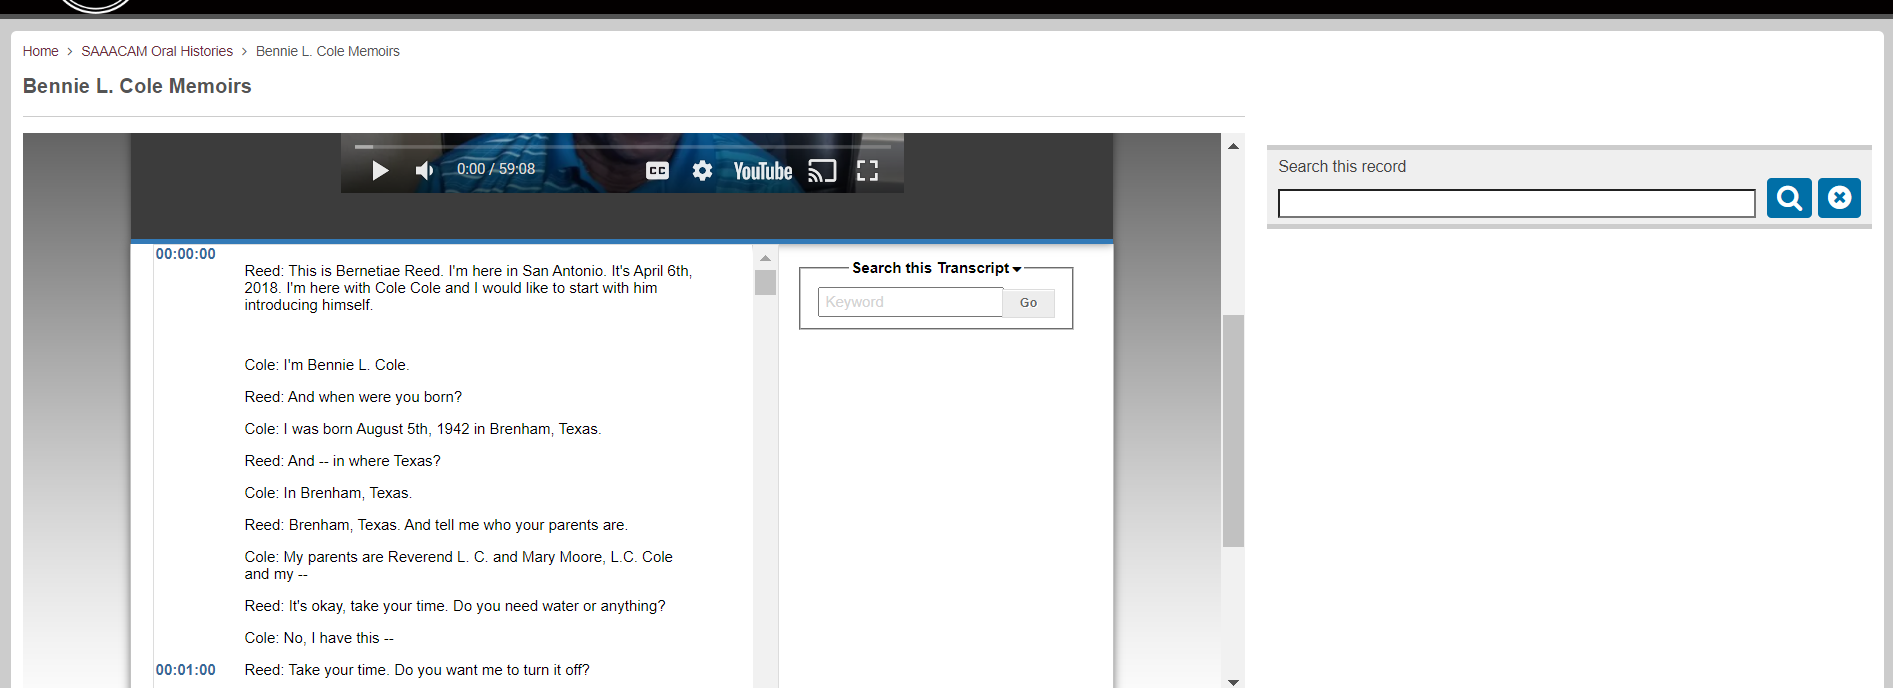 Home > SAAACAM Oral Histories > Bennie L. Cole Memoirs
Bennie L. Cole Memoirs
0:00 / 59:08
CC
YouTube
Search this record
00:00:00
Reed: This is Bernetiae Reed. I'm here in San Antonio. It's April 6th,
2018. I'm here with Cole Cole and I would like to start with him
introducing himself.
Cole: I'm Bennie L. Cole.
Reed: And when were you born?
Cole: I was born August 5th, 1942 in Brenham, Texas.
Reed: And -- in where Texas?
Cole: In Brenham, Texas.
Reed: Brenham, Texas. And tell me who your parents are.
Cole: My parents are Reverend L. C. and Mary Moore, L.C. Cole
and my --
Reed: It's okay, take your time. Do you need water or anything?
Cole: No, I have this --
00:01:00
Reed: Take your time. Do you want me to turn it off?
Search this Transcript
Keyword
Go